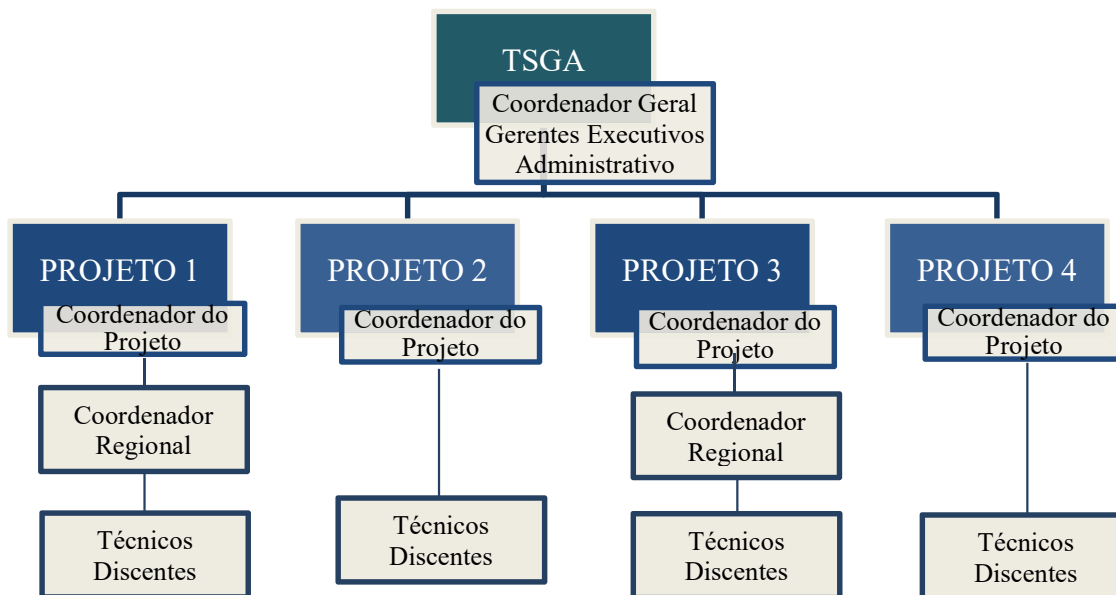 TSGA
Coordenador Geral
Gerentes Executivos
Administrativo
PROJETO 1
Coordenador do
Projeto
Coordenador
Regional
Técnicos
Discentes
PROJETO 2
Coordenador do
Projeto
Técnicos
Discentes
PROJETO 3
Coordenador do
Projeto
Coordenador
Regional
Técnicos
Discentes
PROJETO 4
Coordenador do
Projeto
Técnicos
Discentes